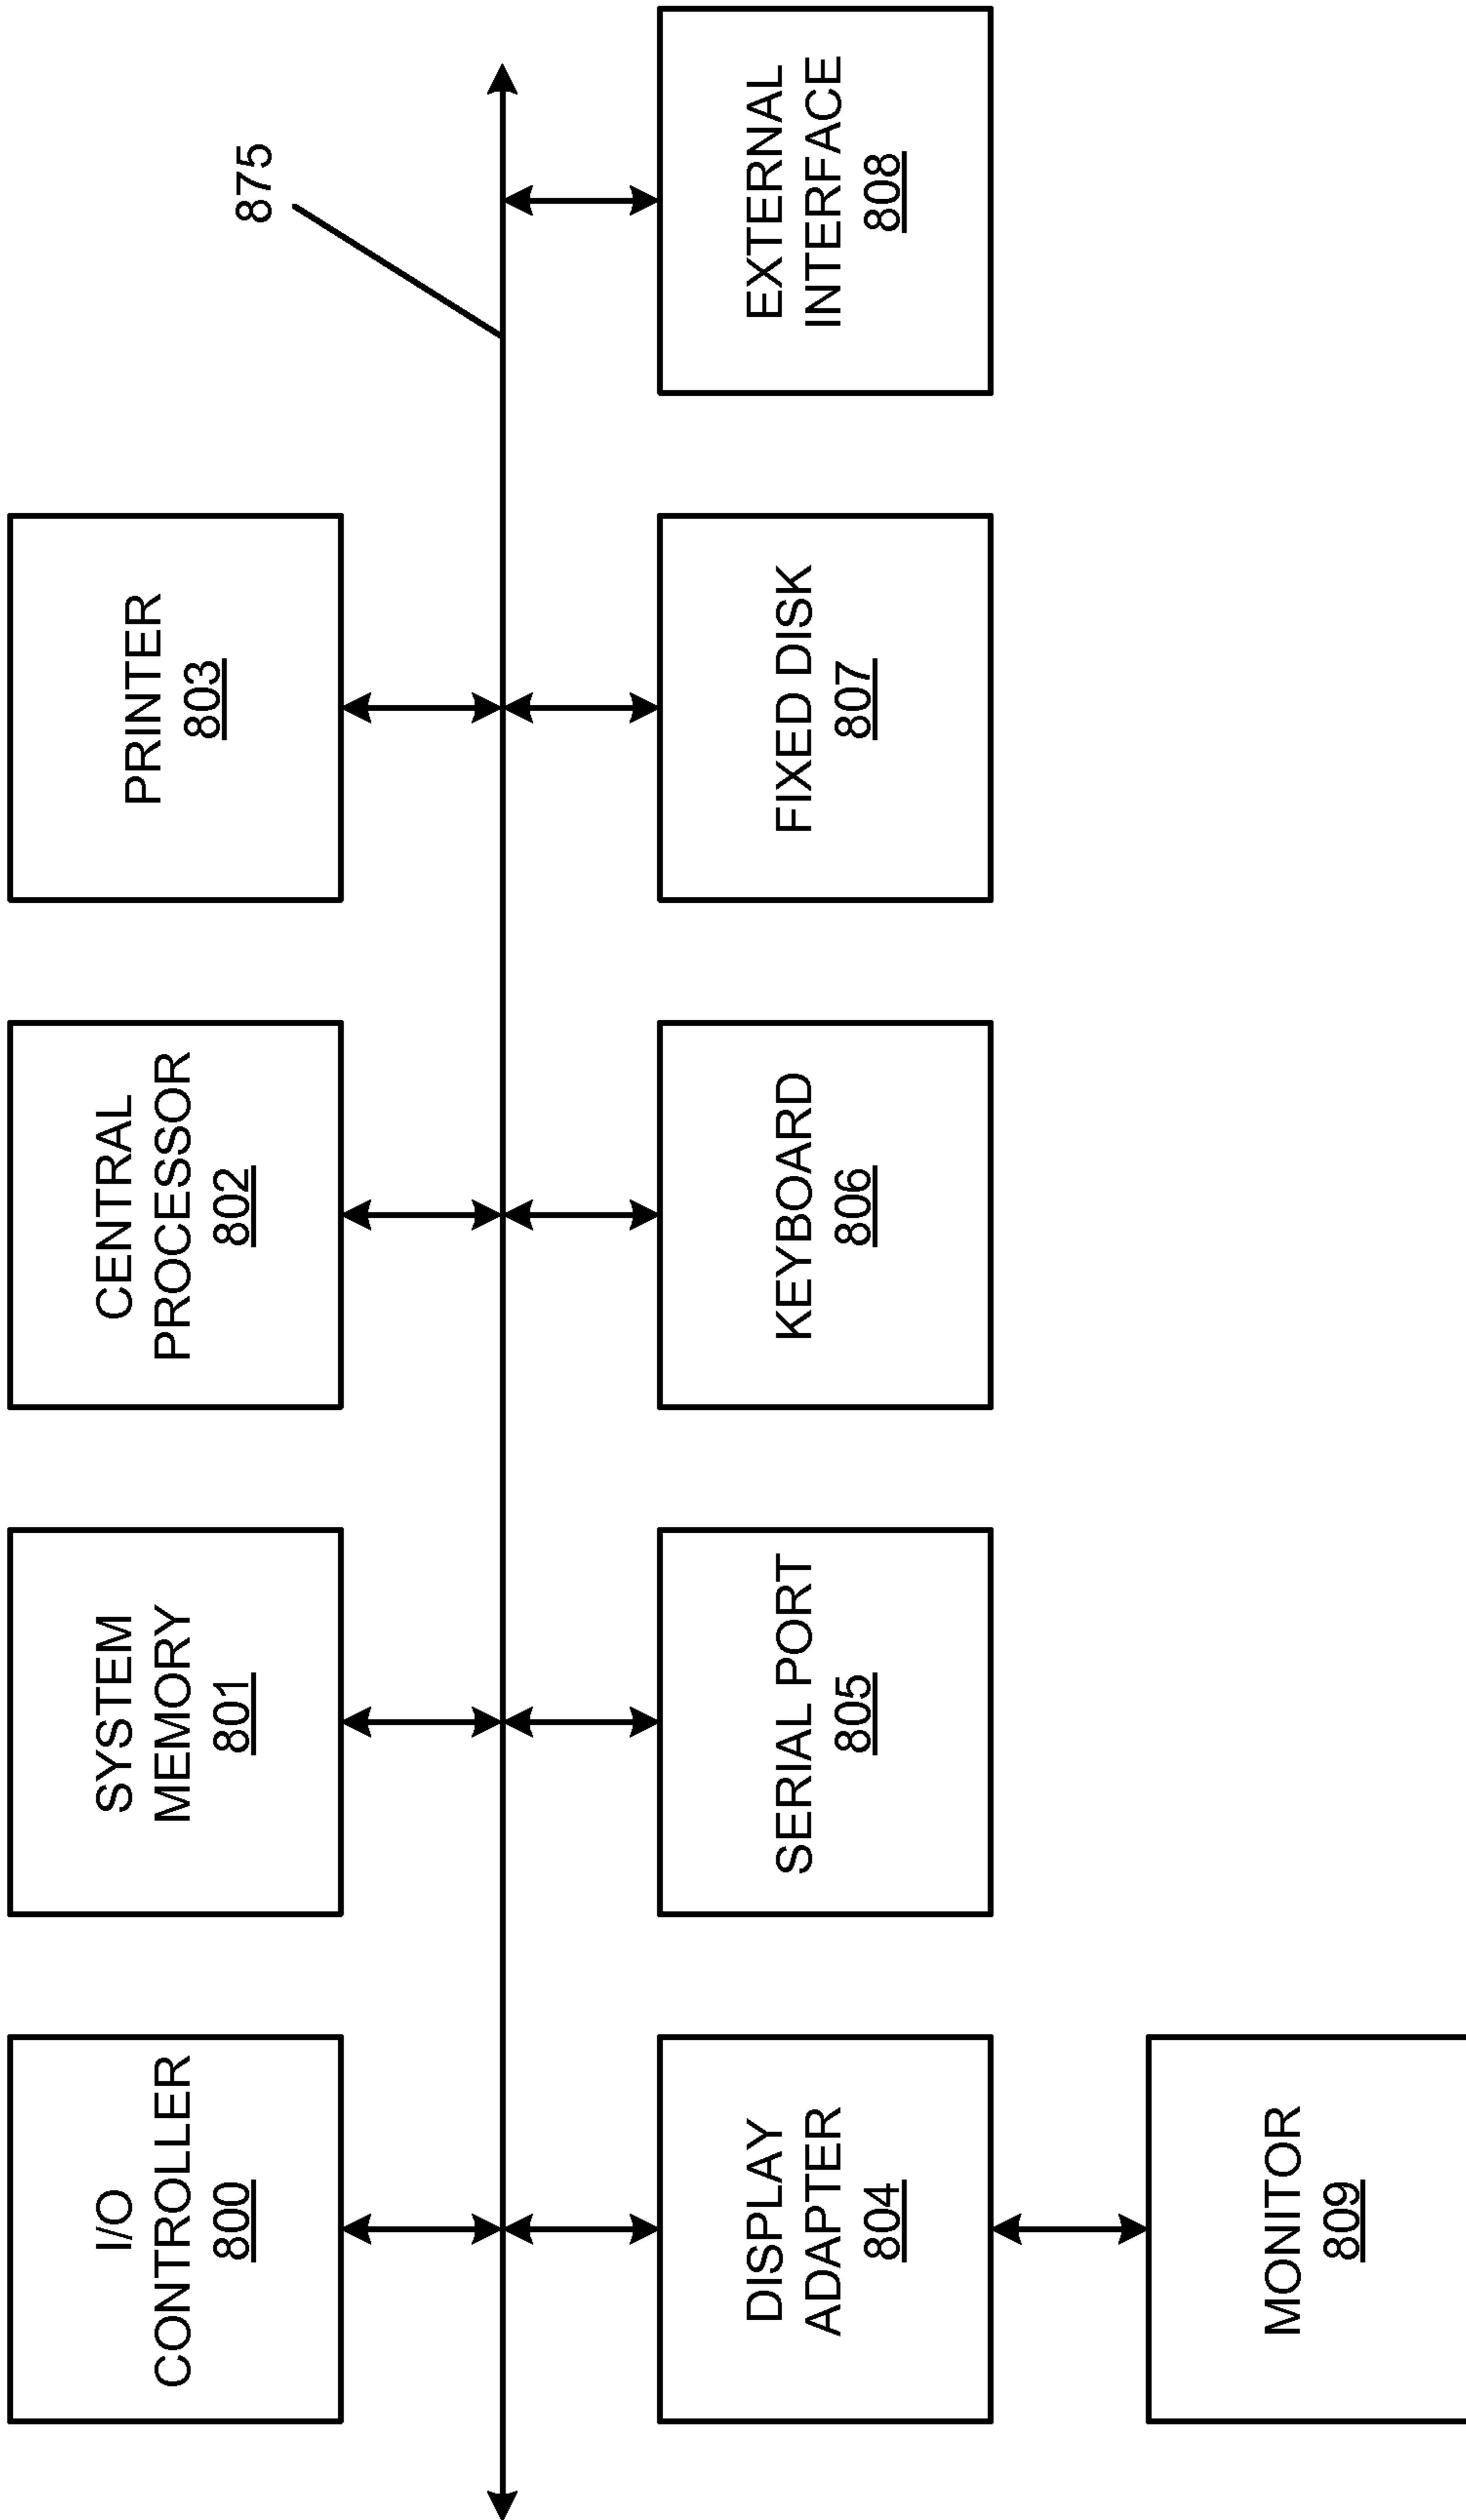 I/O
CONTROLLER
800
SYSTEM
MEMORY
801
CENTRAL
PROCESSOR
802
PRINTER
803
875
DISPLAY
ADAPTER
804
SERIAL PORT
805
KEYBOARD
806
FIXED DISK
807
EXTERNAL
INTERFACE
808
MONITOR
809